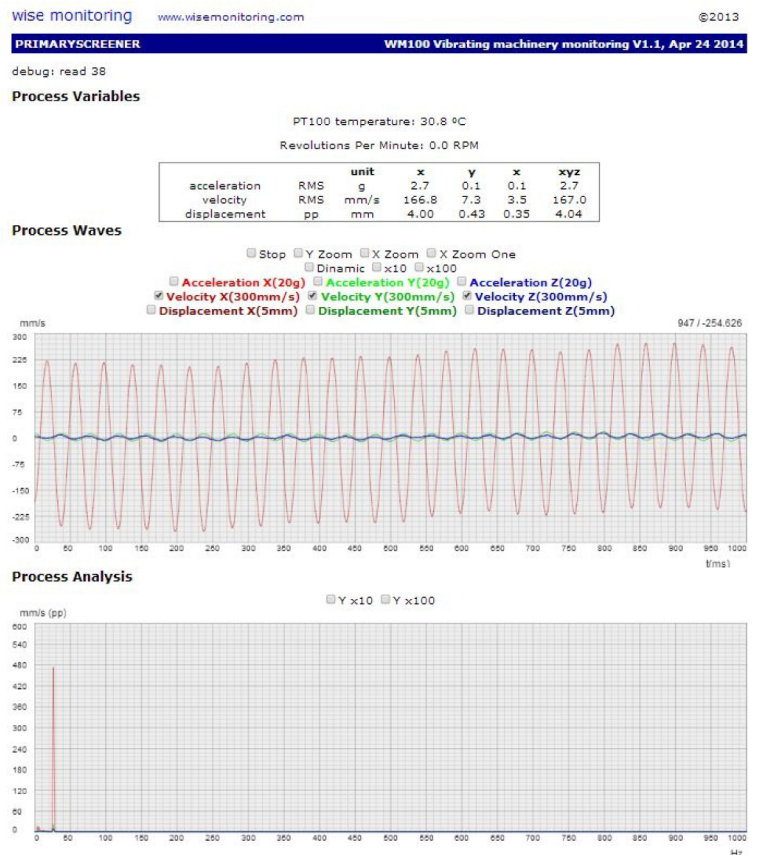 wise monitoring www.wisemonitoring.com ©2013
PRIMARYSCREENER WM100 Vibrating machinery monitoring V1.1, Apr 24 2014
debug: read 38
Process Variables
PT100 temperature: 30.8 ºC
Revolutions Per Minute: 0.0 RPM
unit x y x xyz
acceleration RMS g 2.7 0.1 0.1 2.7
velocity RMS mm/s 166.8 7.3 3.5 167.0
displacement pp mm 4.00 0.43 0.35 4.04
Process Waves
Stop Y Zoom X Zoom X Zoom One
Dinamic x10 x100
Acceleration X(20g) Acceleration Y(20g) Acceleration Z(20g)
Velocity X(300mm/s) Velocity Y(300mm/s) Velocity Z(300mm/s)
Displacement X(5mm) Displacement Y(5mm) Displacement Z(5mm)
mm/s 947 / -254.626
300
225
150
75
0
-75
-150
-225
-300
0 50 100 150 200 250 300 350 400 450 500 550 600 650 700 750 800 850 900 950 1000
t(ms)
Process Analysis
Y x10 Y x100
mm/s (pp)
600
540
480
420
360
300
240
180
120
60
0
0 50 100 150 200 250 300 350 400 450 500 550 600 650 700 750 800 850 900 950 1000
Hz